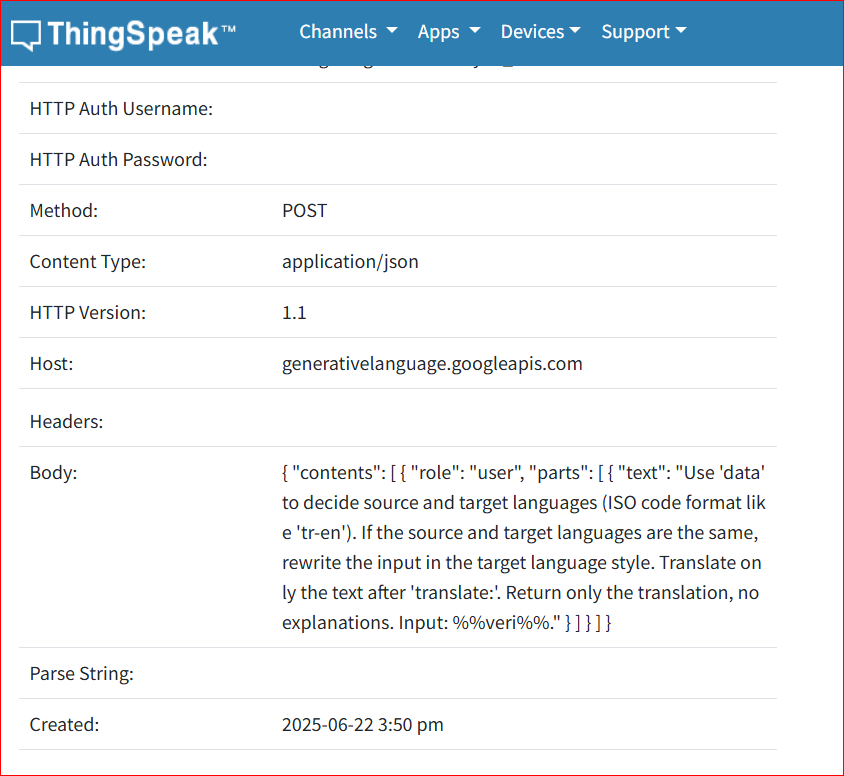 ThingSpeak™ Channels Apps Devices Support
HTTP Auth Username:
HTTP Auth Password:
Method: POST
Content Type: application/json
HTTP Version: 1.1
Host: generativelanguage.googleapis.com
Headers:
Body: { "contents": [ { "role": "user", "parts": [ { "text": "Use 'data'
to decide source and target languages (ISO code format lik
e 'tr-en'). If the source and target languages are the same,
rewrite the input in the target language style. Translate on
ly the text after 'translate:'. Return only the translation, no
explanations. Input: %%veri%%." } ] } ] }
Parse String:
Created: 2025-06-22 3:50 pm